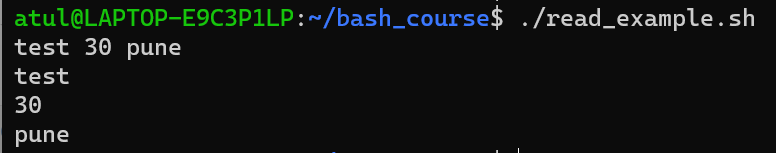 atul@LAPTOP-E9C3P1LP:~/bash_course$ ./read_example.sh
test 30 pune
test
30
pune